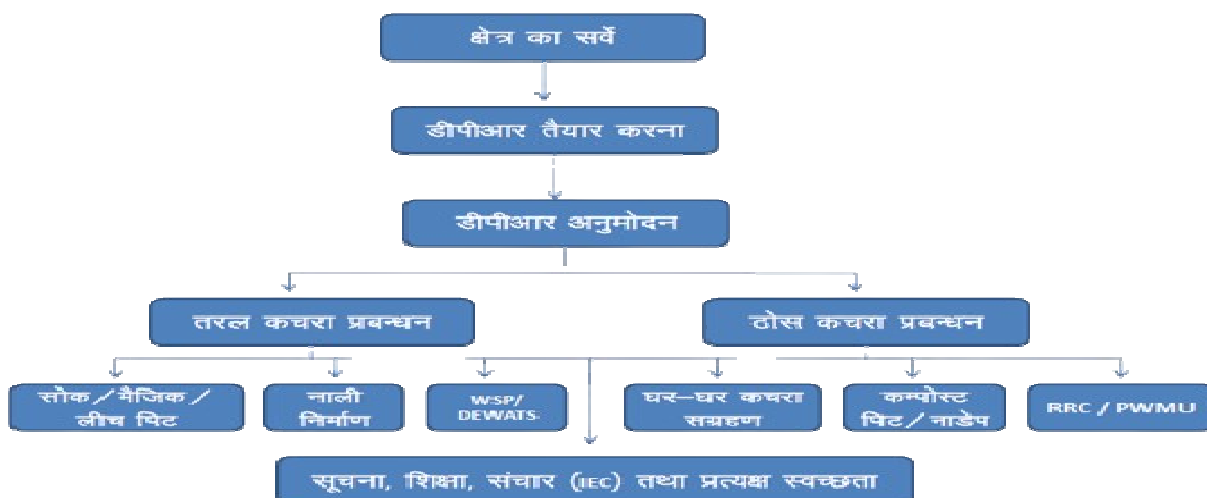 क्षेत्र का सर्वे
डीपीआर तैयार करना
डीपीआर अनुमोदन
तरल कचरा प्रबन्धन
ठोस कचरा प्रबन्धन
सोक/मैजिक/
लीच पिट
नाली
निर्माण
WSP/
DEWATS
घर–घर कचरा
सग्रहण
कम्पोस्ट
पिट/नाडेप
RRC / PWMU
सूचना, शिक्षा, संचार (IEC) तथा प्रत्यक्ष स्वच्छता